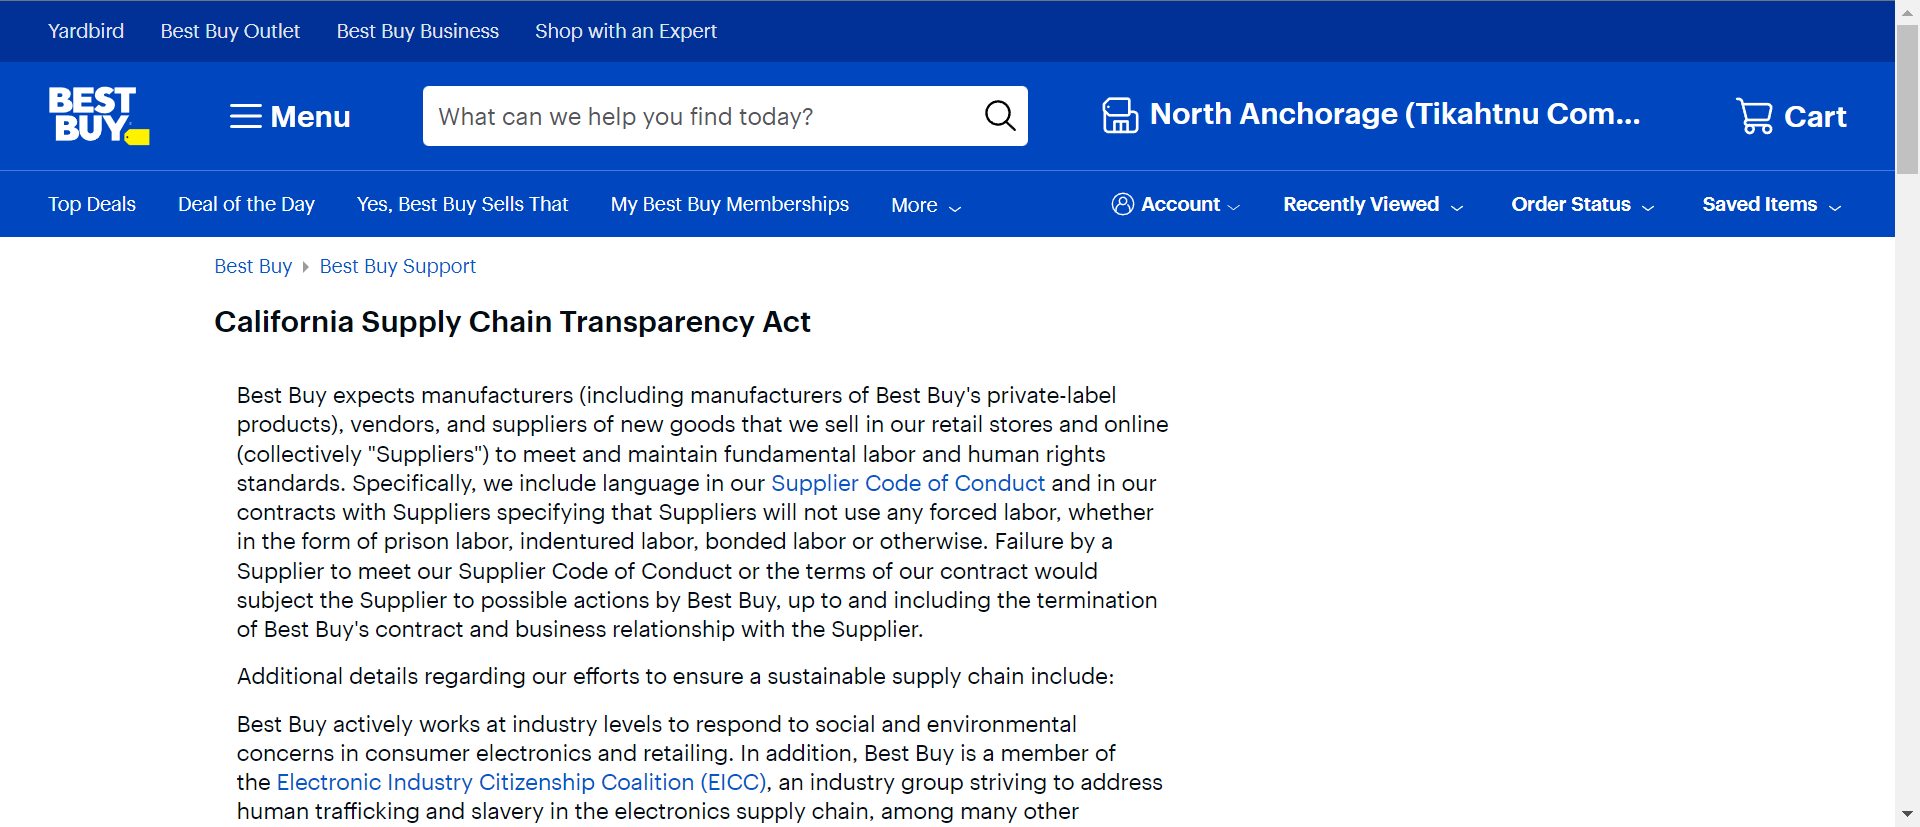 Yardbird Best Buy Outlet Best Buy Business Shop with an Expert
BEST
BUY
Menu
What can we help you find today?
North Anchorage (Tikahtnu Com...
Cart
Top Deals Deal of the Day Yes, Best Buy Sells That My Best Buy Memberships More Account Recently Viewed Order Status Saved Items
Best Buy Best Buy Support
California Supply Chain Transparency Act
Best Buy expects manufacturers (including manufacturers of Best Buy's private-label
products), vendors, and suppliers of new goods that we sell in our retail stores and online
(collectively "Suppliers") to meet and maintain fundamental labor and human rights
standards. Specifically, we include language in our Supplier Code of Conduct and in our
contracts with Suppliers specifying that Suppliers will not use any forced labor, whether
in the form of prison labor, indentured labor, bonded labor or otherwise. Failure by a
Supplier to meet our Supplier Code of Conduct or the terms of our contract would
subject the Supplier to possible actions by Best Buy, up to and including the termination
of Best Buy's contract and business relationship with the Supplier.
Additional details regarding our efforts to ensure a sustainable supply chain include:
Best Buy actively works at industry levels to respond to social and environmental
concerns in consumer electronics and retailing. In addition, Best Buy is a member of
the Electronic Industry Citizenship Coalition (EICC), an industry group striving to address
human trafficking and slavery in the electronics supply chain, among many other